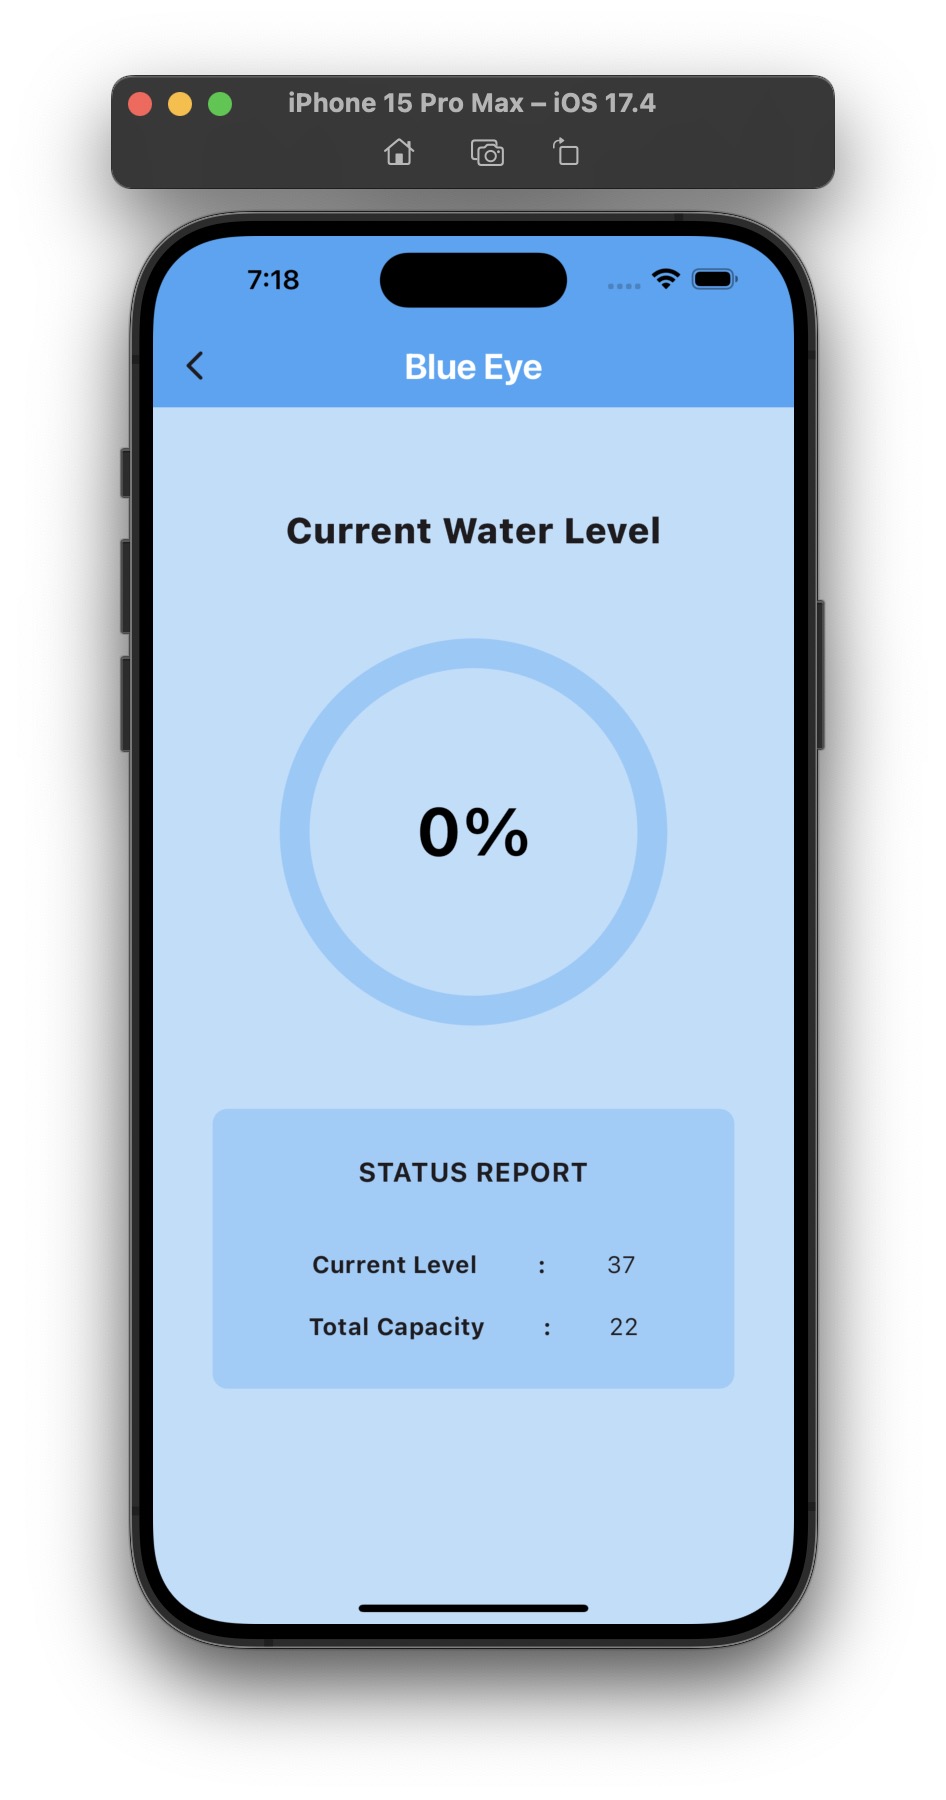 iPhone 15 Pro Max – iOS 17.4
7:18
Blue Eye
Current Water Level
0%
STATUS REPORT
Current Level : 37
Total Capacity : 22